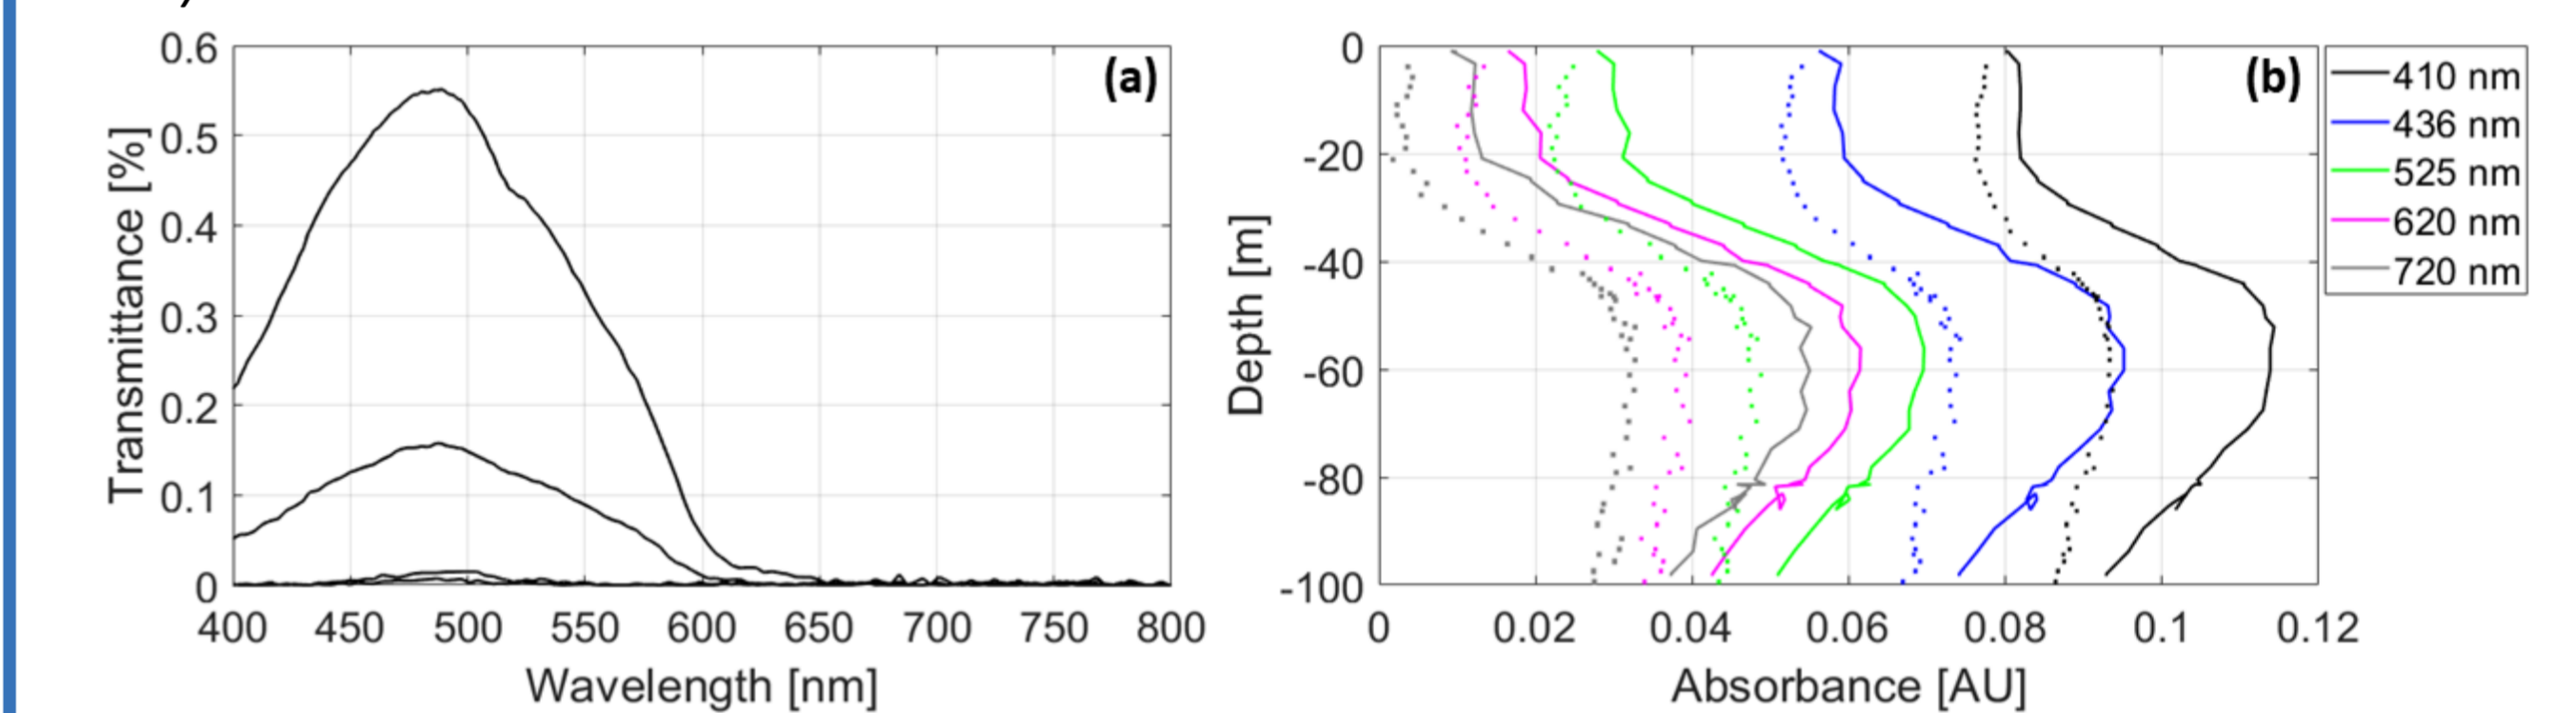 (a)
0.6
0.5
0.4
0.3
0.2
0.1
0
Transmittance [%]
400 450 500 550 600 650 700 750 800
Wavelength [nm]
(b)
0
-20
-40
-60
-80
-100
Depth [m]
0 0.02 0.04 0.06 0.08 0.1 0.12
Absorbance [AU]
410 nm
436 nm
525 nm
620 nm
720 nm